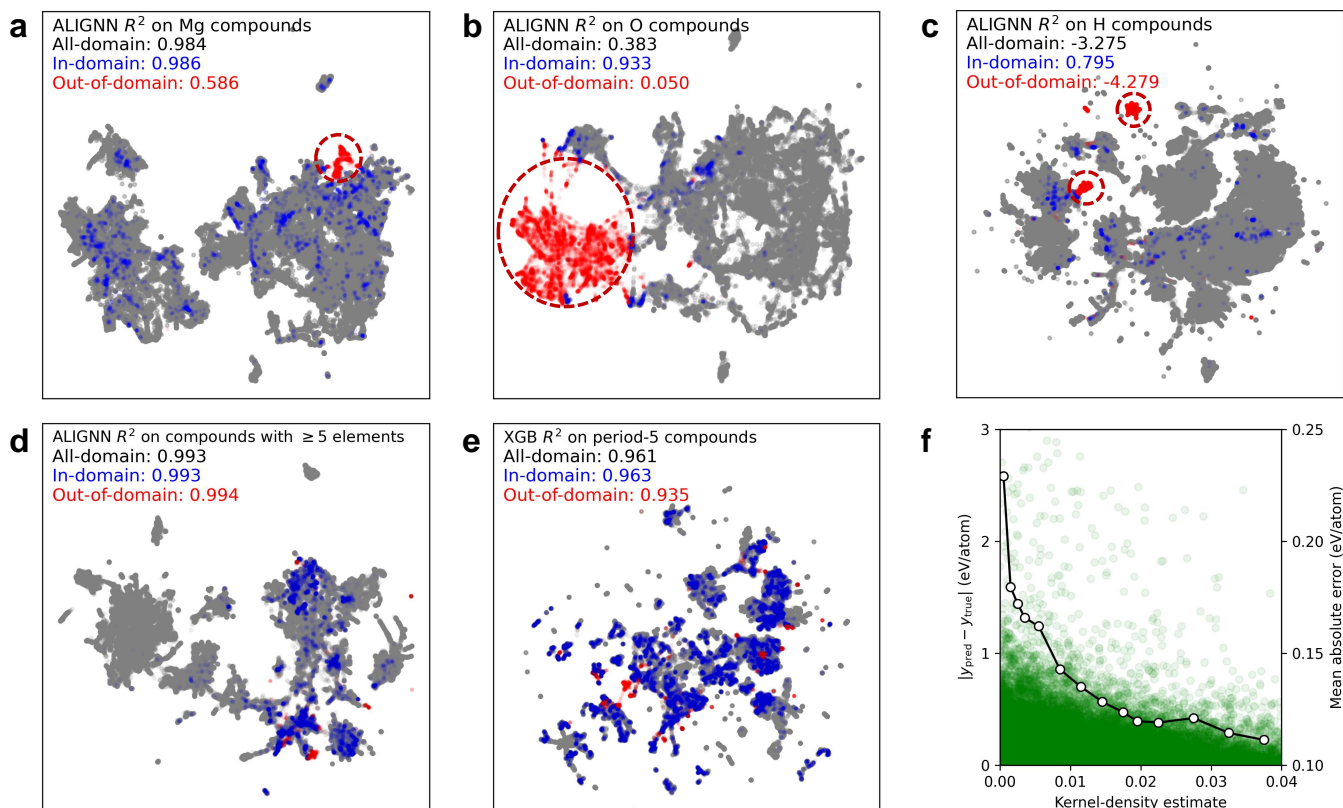 a
ALIGNN R² on Mg compounds
All-domain: 0.984
In-domain: 0.986
Out-of-domain: 0.586
b
ALIGNN R² on O compounds
All-domain: 0.383
In-domain: 0.933
Out-of-domain: 0.050
c
ALIGNN R² on H compounds
All-domain: -3.275
In-domain: 0.795
Out-of-domain: -4.279
d
ALIGNN R² on compounds with ≥5 elements
All-domain: 0.993
In-domain: 0.993
Out-of-domain: 0.994
e
XGB R² on period-5 compounds
All-domain: 0.961
In-domain: 0.963
Out-of-domain: 0.935
f
3
2
1
0
|y_pred − y_true| (eV/atom)
0.25
0.20
0.15
0.10
Mean absolute error (eV/atom)
0.00 0.01 0.02 0.03 0.04
Kernel-density estimate